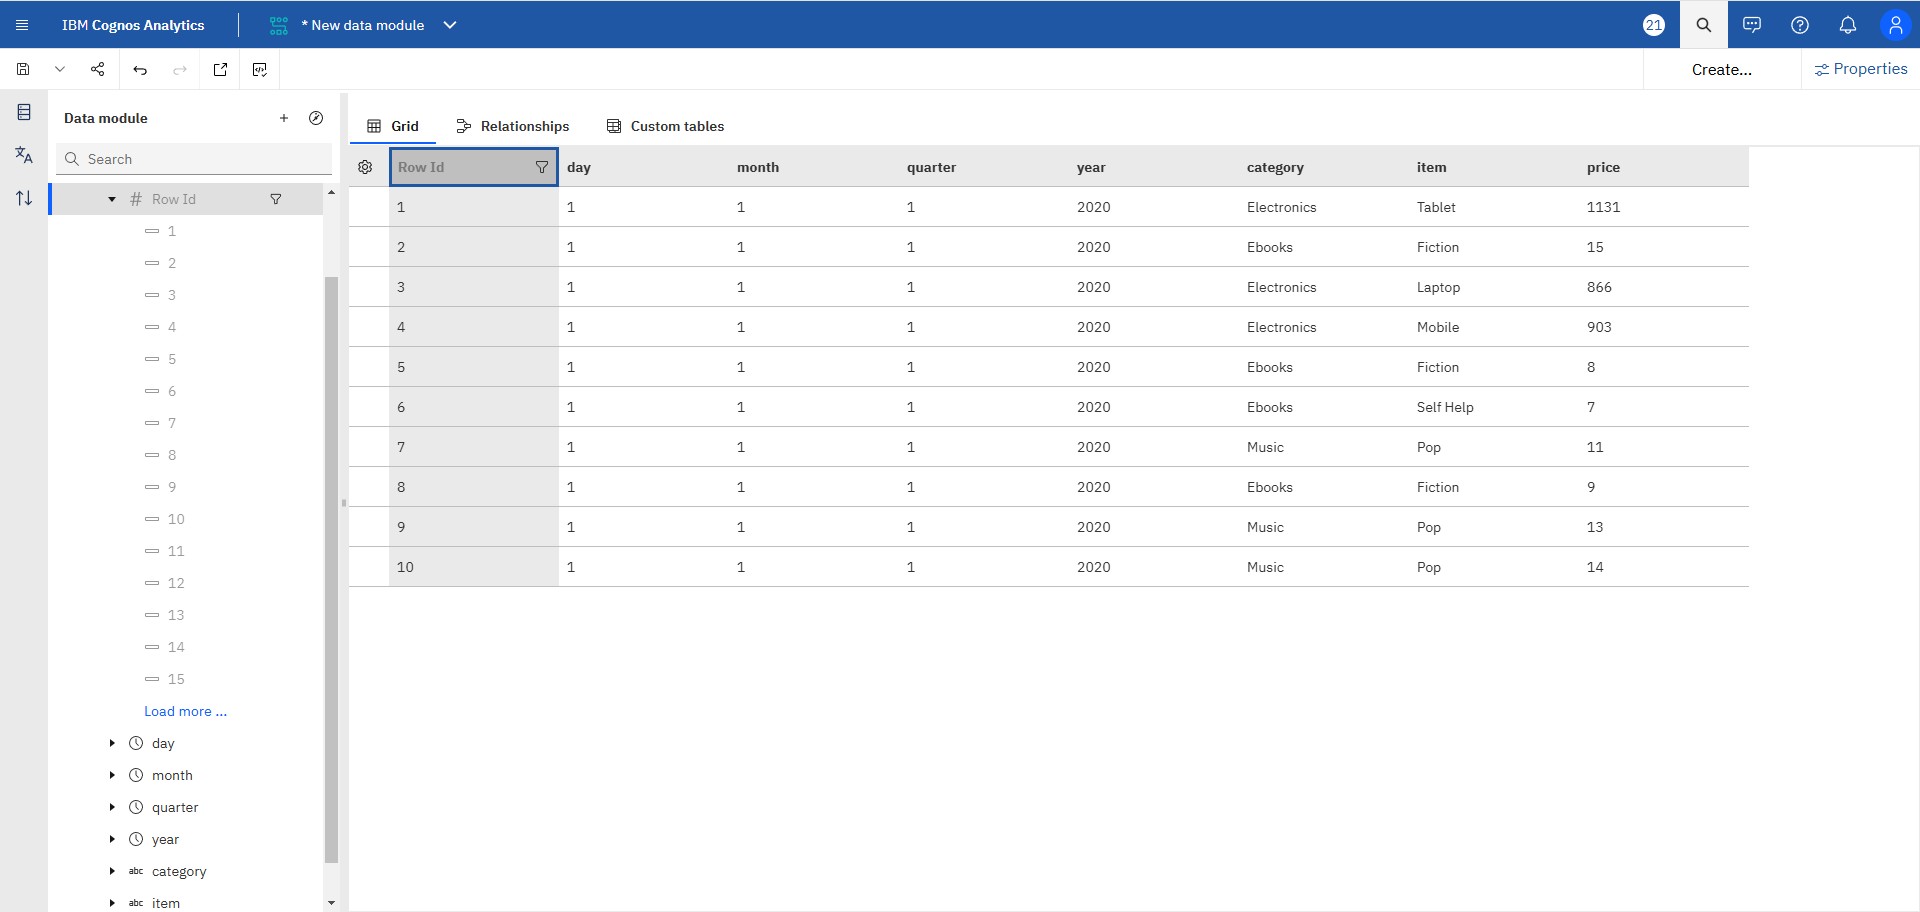 IBM Cognos Analytics
* New data module
21
Create...
Properties
Data module
Search
# Row Id
1
2
3
4
5
6
7
8
9
10
11
12
13
14
15
Load more ...
day
month
quarter
year
abc category
abc item
Grid
Relationships
Custom tables
Row Id day month quarter year category item price
1 1 1 1 2020 Electronics Tablet 1131
2 1 1 1 2020 Ebooks Fiction 15
3 1 1 1 2020 Electronics Laptop 866
4 1 1 1 2020 Electronics Mobile 903
5 1 1 1 2020 Ebooks Fiction 8
6 1 1 1 2020 Ebooks Self Help 7
7 1 1 1 2020 Music Pop 11
8 1 1 1 2020 Ebooks Fiction 9
9 1 1 1 2020 Music Pop 13
10 1 1 1 2020 Music Pop 14